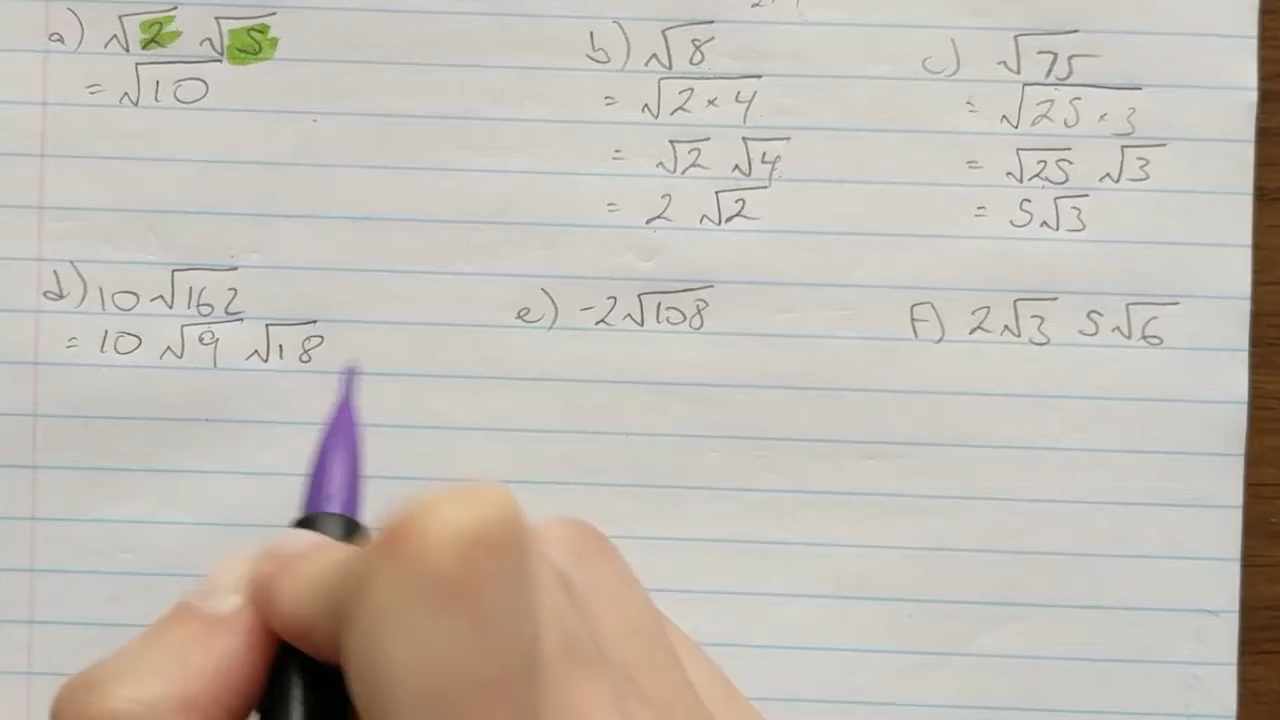 a) √2 √5
= √10
b) √8
= √2×4
= √2 √4
= 2 √2
c) √75
= √25×3
= √25 √3
= 5√3
d) 10√162
= 10 √9 √18
e) -2√108
F) 2√3 5√6